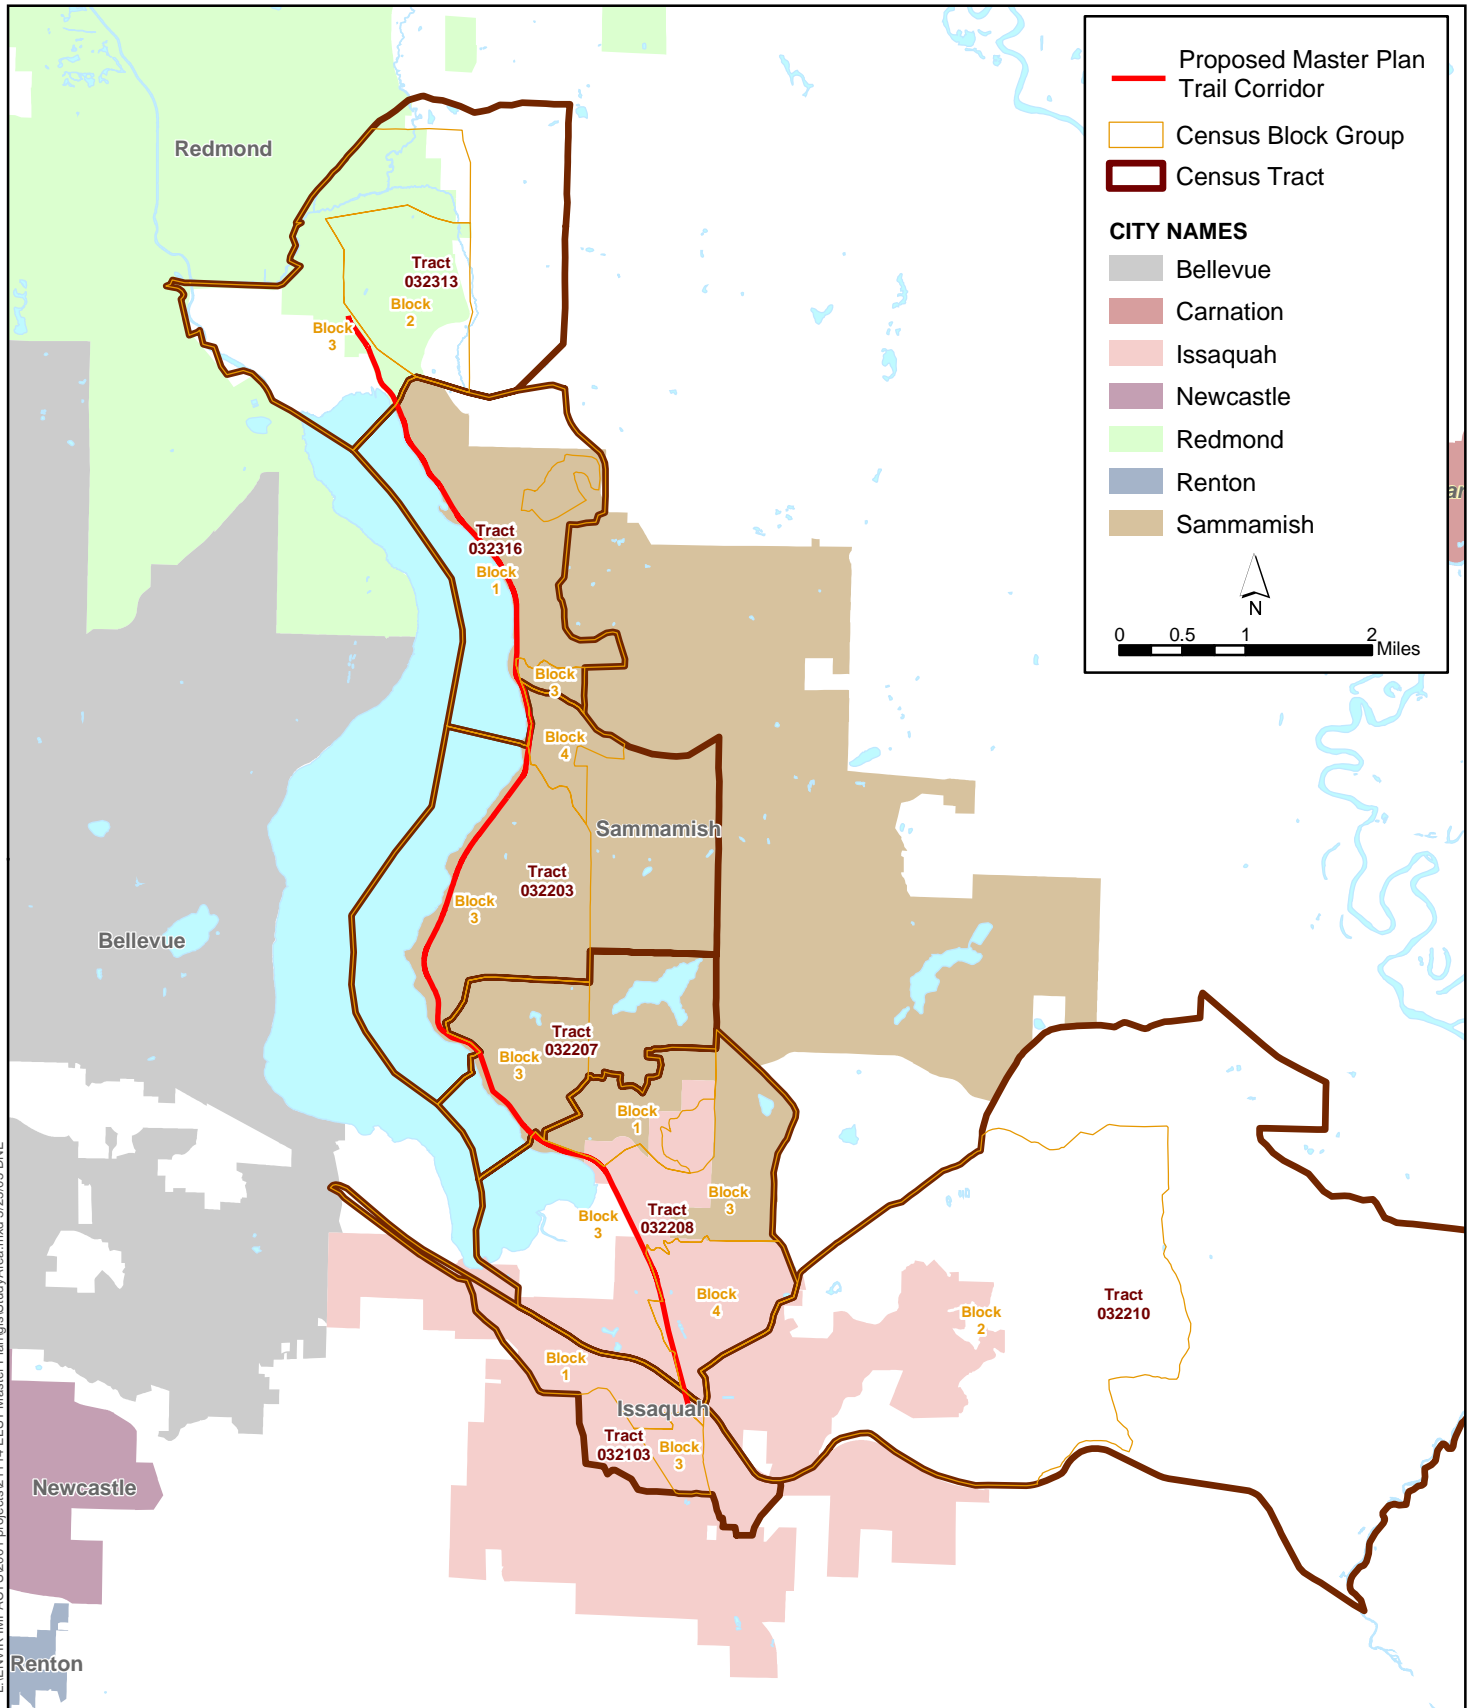 Proposed Master Plan
Trail Corridor
Census Block Group
Census Tract
CITY NAMES
Bellevue
Carnation
Issaquah
Newcastle
Redmond
Renton
Sammamish
N
0 0.5 1 2
Miles
Redmond
Tract
032313
Block
2
Block
3
Tract
032316
Block
1
Block
3
Block
4
Sammamish
Tract
032203
Block
3
Bellevue
Tract
032207
Block
3
Block
1
Block
3
Tract
032208
Block
3
Block
4
Block
2
Tract
032210
Block
1
Issaquah
Tract
032103
Block
3
Newcastle
Renton